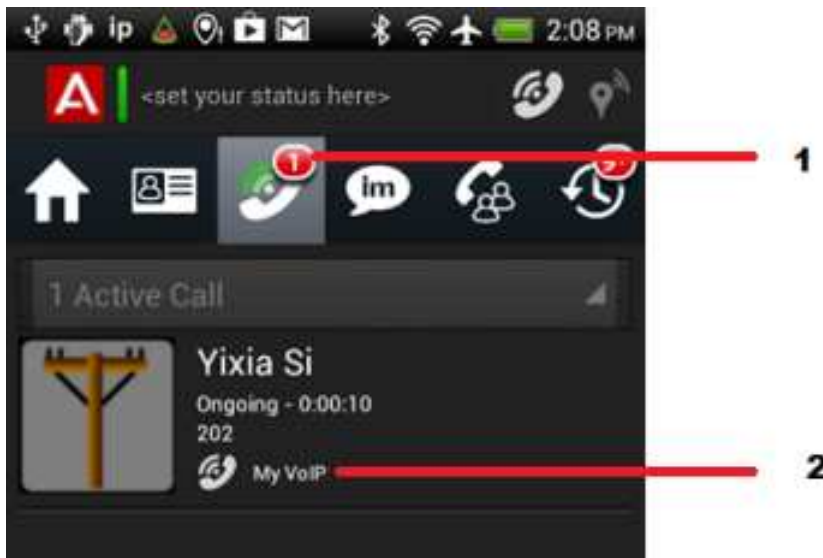 ip 2:08 PM
A <set your status here>
1
im
1
1 Active Call
Yixia Si
Ongoing - 0:00:10
202
My VoIP
2